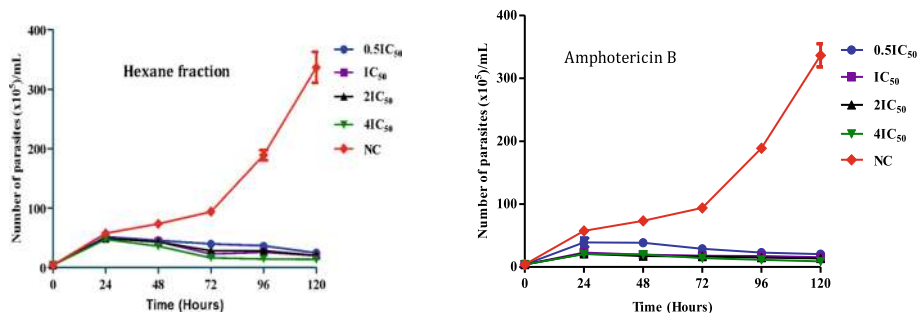 Hexane fraction
Number of parasites (x10⁵)/mL
400
300
200
100
0
0 24 48 72 96 120
Time (Hours)
0.5IC₅₀
IC₅₀
2IC₅₀
4IC₅₀
NC
Amphotericin B
Number of parasites (x10⁵)/mL
400
300
200
100
0
0 24 48 72 96 120
Time (Hours)
0.5IC₅₀
IC₅₀
2IC₅₀
4IC₅₀
NC